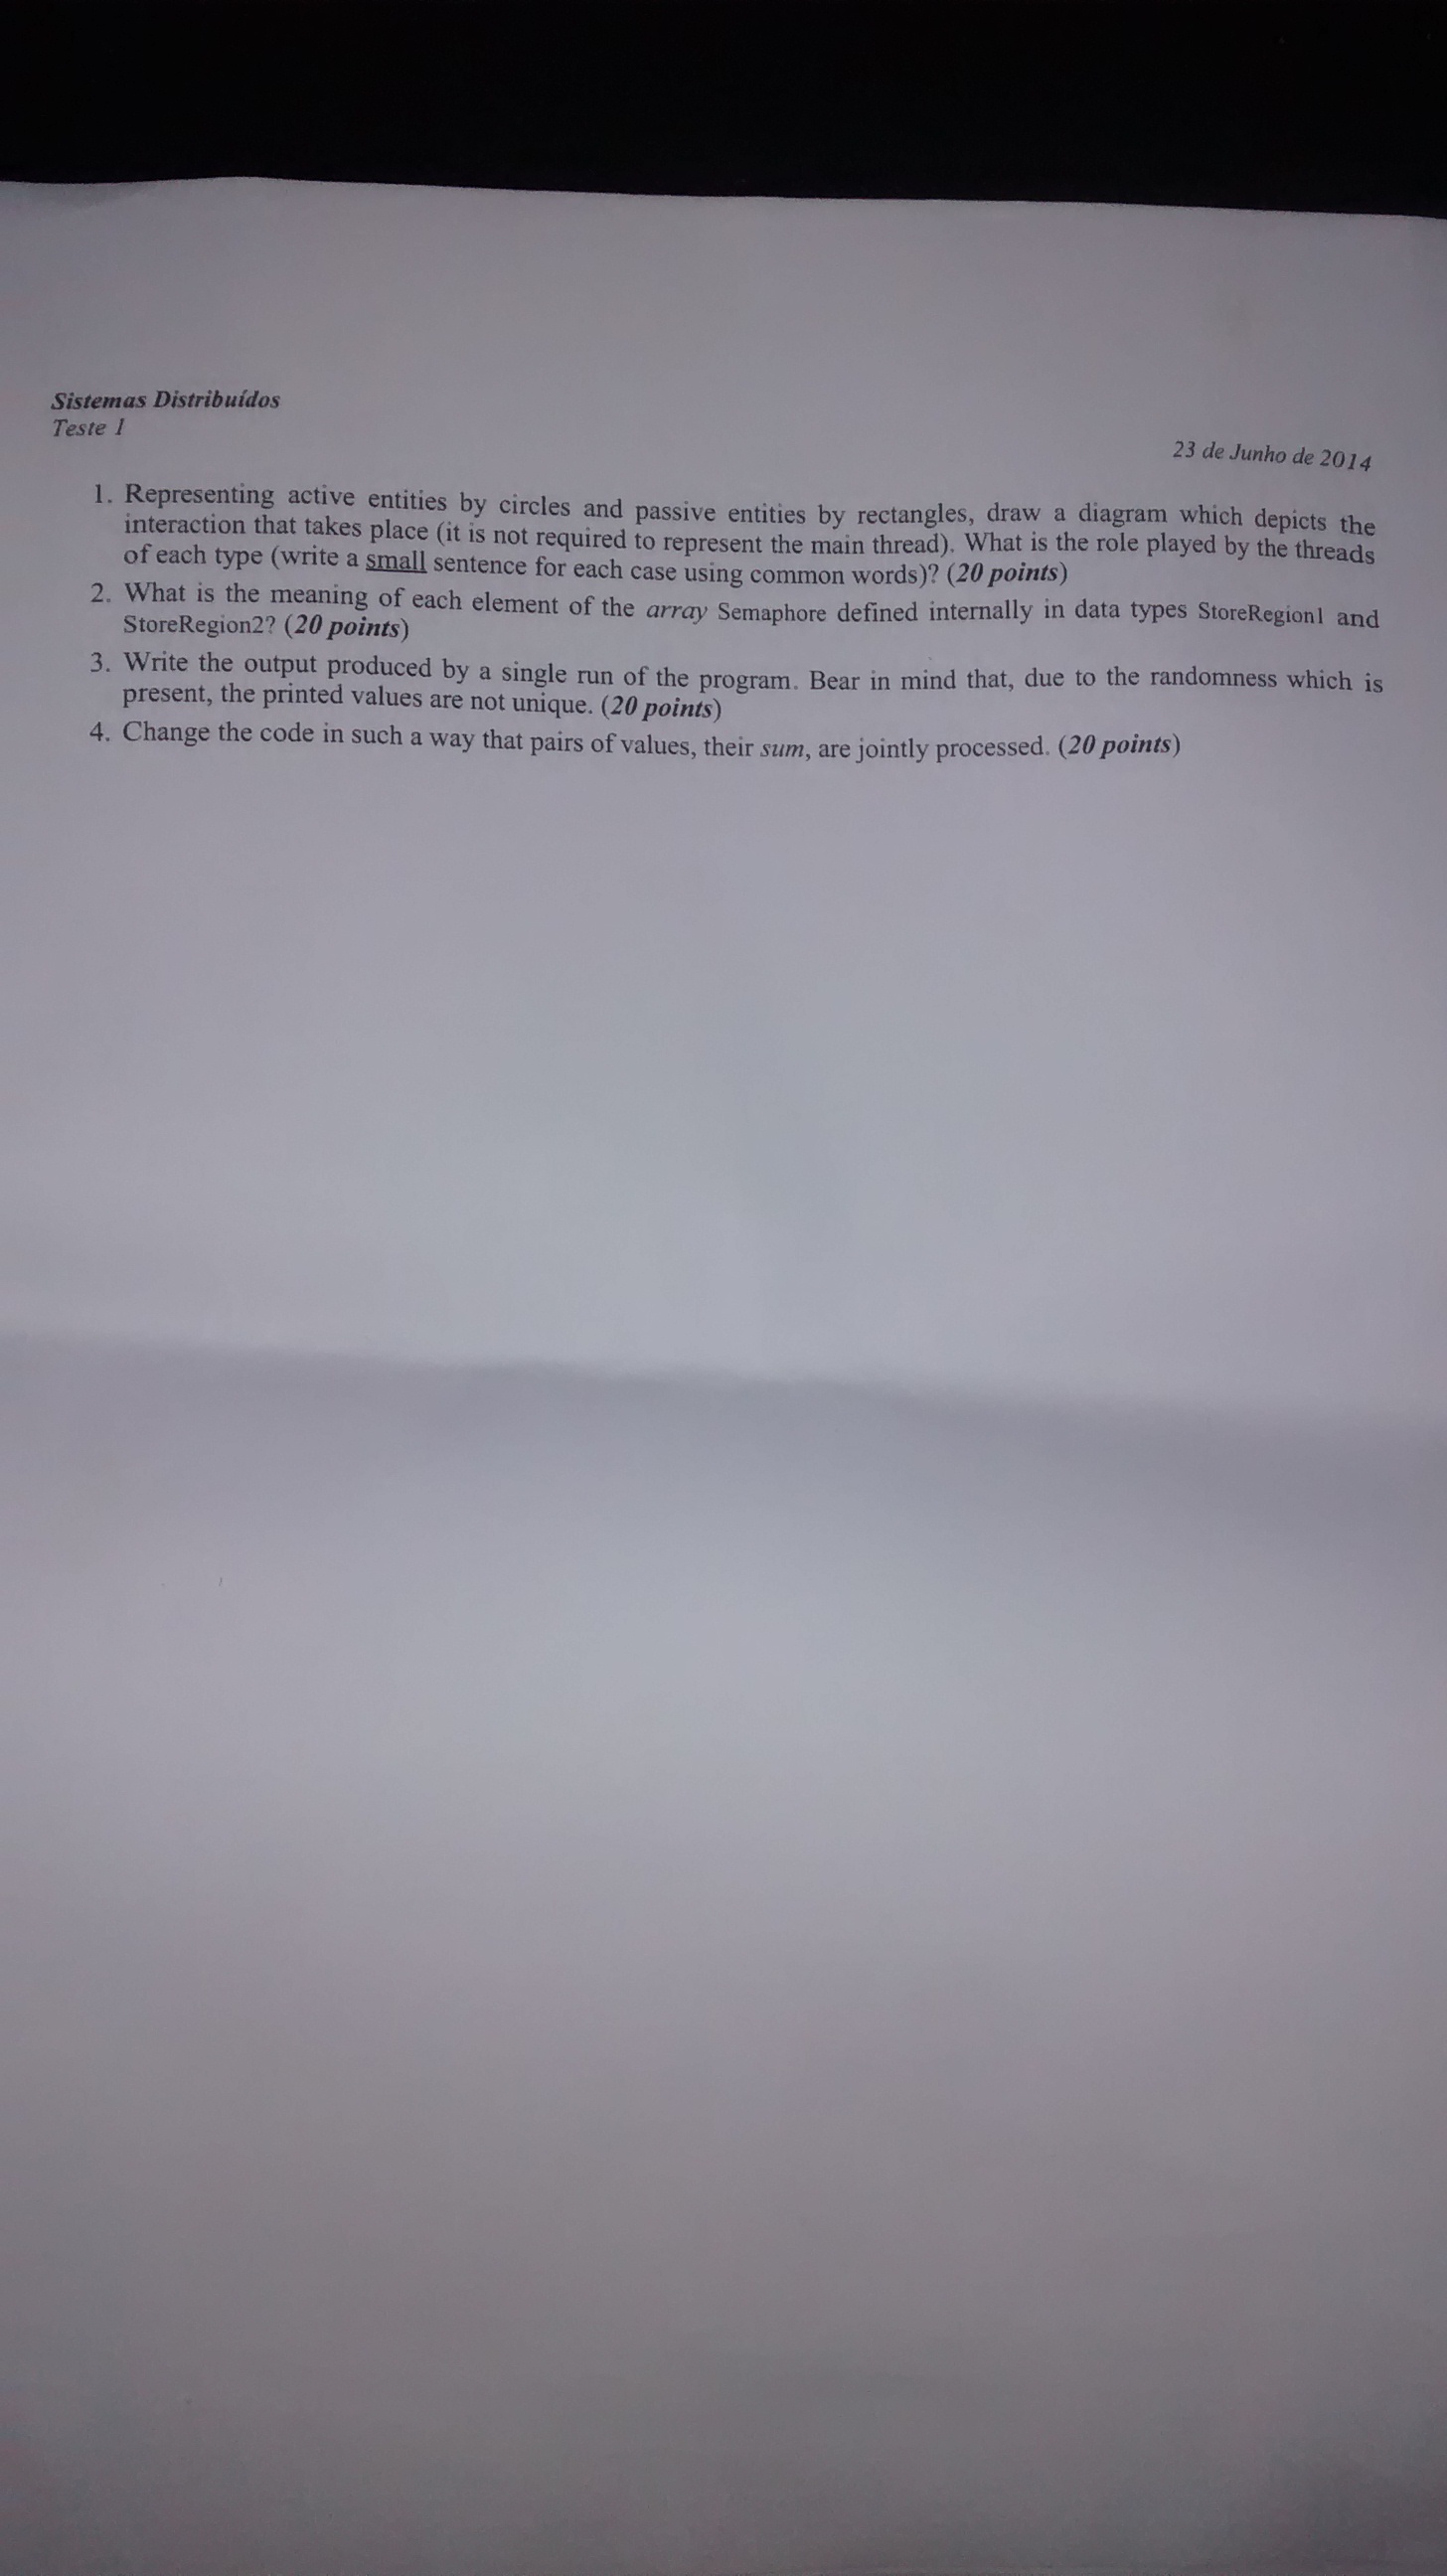 Sistemas Distribuídos
Teste 1
23 de Junho de 2014
1. Representing active entities by circles and passive entities by rectangles, draw a diagram which depicts the
interaction that takes place (it is not required to represent the main thread). What is the role played by the threads
of each type (write a small sentence for each case using common words)? (20 points)
2. What is the meaning of each element of the array Semaphore defined internally in data types StoreRegion1 and
StoreRegion2? (20 points)
3. Write the output produced by a single run of the program. Bear in mind that, due to the randomness which is
present, the printed values are not unique. (20 points)
4. Change the code in such a way that pairs of values, their sum, are jointly processed. (20 points)